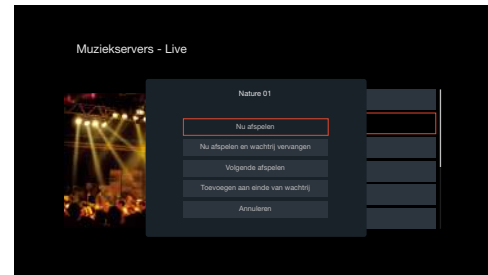 Muziekservers - Live
Nature 01
Nu afspelen
Nu afspelen en wachtrij vervangen
Volgende afspelen
Toevoegen aan einde van wachtrij
Annuleren